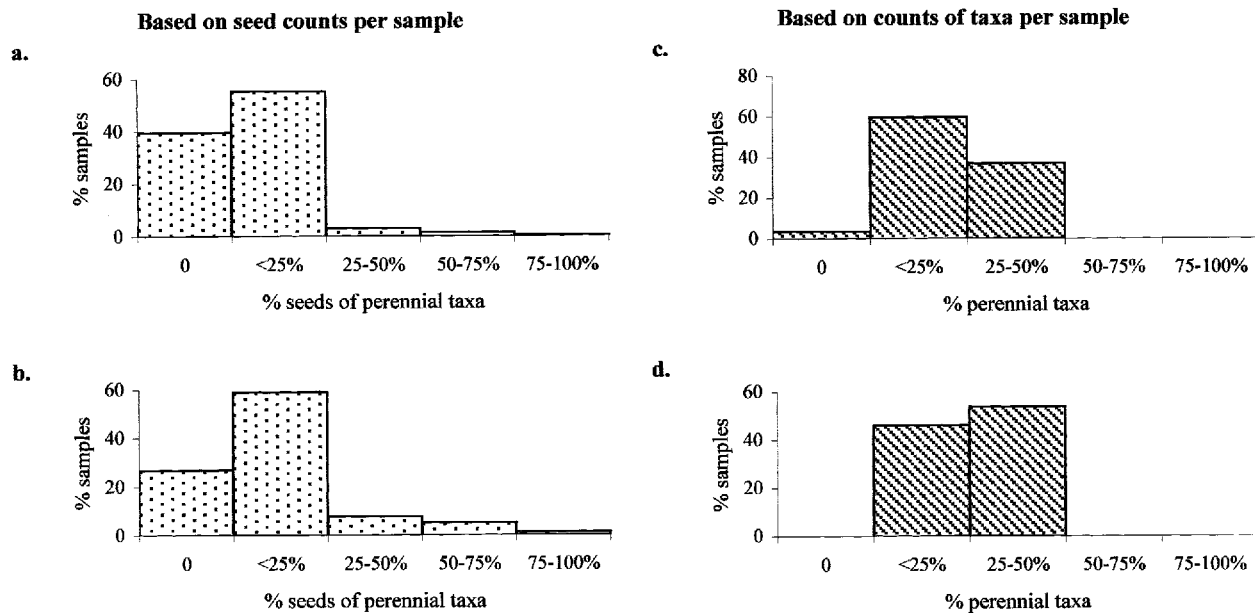 Based on seed counts per sample
a.
60
40
20
0
% samples
0 <25% 25-50% 50-75% 75-100%
% seeds of perennial taxa
b.
60
40
20
0
% samples
0 <25% 25-50% 50-75% 75-100%
% seeds of perennial taxa
Based on counts of taxa per sample
c.
80
60
40
20
0
% samples
0 <25% 25-50% 50-75% 75-100%
% perennial taxa
d.
60
40
20
0
% samples
0 <25% 25-50% 50-75% 75-100%
% perennial taxa